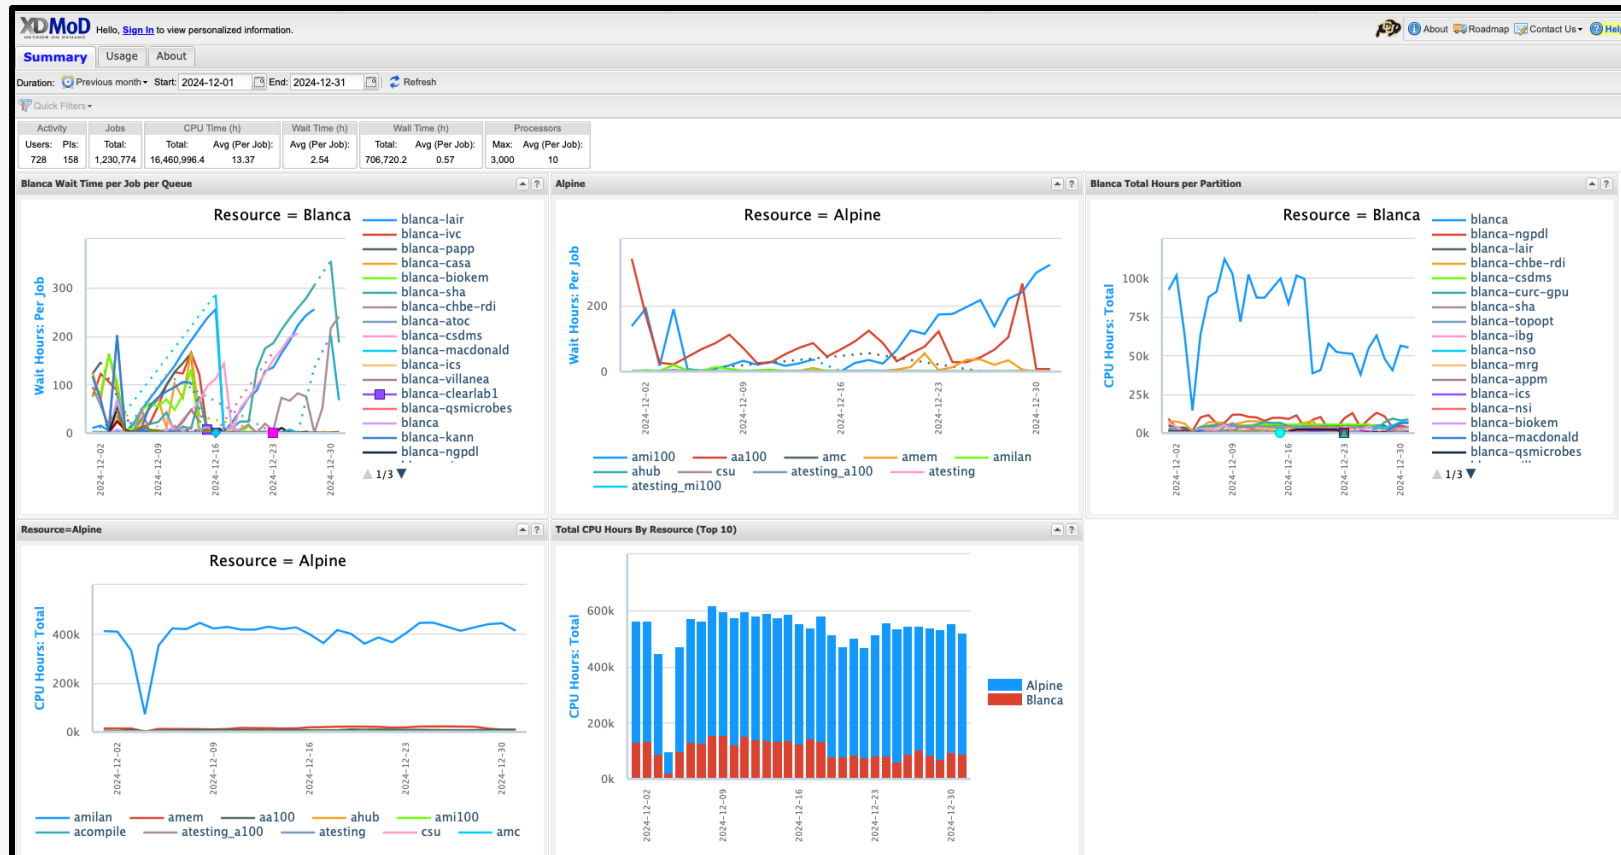 XDMoD Hello, Sign In to view personalized information.
METRICS ON DEMAND
About Roadmap Contact Us Help
Summary Usage About
Duration: Previous month Start: 2024-12-01 End: 2024-12-31 Refresh
Quick Filters
Activity Jobs CPU Time (h) Wait Time (h) Wall Time (h) Processors
Users: PIs: Total: Total: Avg (Per Job): Avg (Per Job): Total: Avg (Per Job): Max: Avg (Per Job):
728 158 1,230,774 16,460,996.4 13.37 2.54 706,720.2 0.57 3,000 10
Blanca Wait Time per Job per Queue
Resource = Blanca
Wait Hours: Per Job
300
200
100
0
2024-12-02
2024-12-09
2024-12-16
2024-12-23
2024-12-30
blanca-lair
blanca-ivc
blanca-papp
blanca-casa
blanca-biokem
blanca-sha
blanca-chbe-rdi
blanca-atoc
blanca-csdms
blanca-macdonald
blanca-ics
blanca-villanea
blanca-clearlab1
blanca-qsmicrobes
blanca
blanca-kann
blanca-ngpdl
1/3
Alpine
Resource = Alpine
Wait Hours: Per Job
200
0
2024-12-02
2024-12-09
2024-12-16
2024-12-23
2024-12-30
ami100 aa100 amc amem amilan
ahub csu atesting_a100 atesting
atesting_mi100
Blanca Total Hours per Partition
Resource = Blanca
CPU Hours: Total
100k
75k
50k
25k
0k
2024-12-02
2024-12-09
2024-12-16
2024-12-23
2024-12-30
blanca
blanca-ngpdl
blanca-lair
blanca-chbe-rdi
blanca-csdms
blanca-curc-gpu
blanca-sha
blanca-topopt
blanca-ibg
blanca-nso
blanca-mrg
blanca-appm
blanca-ics
blanca-nsi
blanca-biokem
blanca-macdonald
blanca-qsmicrobes
1/3
Resource=Alpine
Resource = Alpine
CPU Hours: Total
400k
200k
0k
2024-12-02
2024-12-09
2024-12-16
2024-12-23
2024-12-30
amilan amem aa100 ahub ami100
acompile atesting_a100 atesting csu amc
Total CPU Hours By Resource (Top 10)
CPU Hours: Total
600k
400k
200k
0k
2024-12-02
2024-12-09
2024-12-16
2024-12-23
2024-12-30
Alpine
Blanca